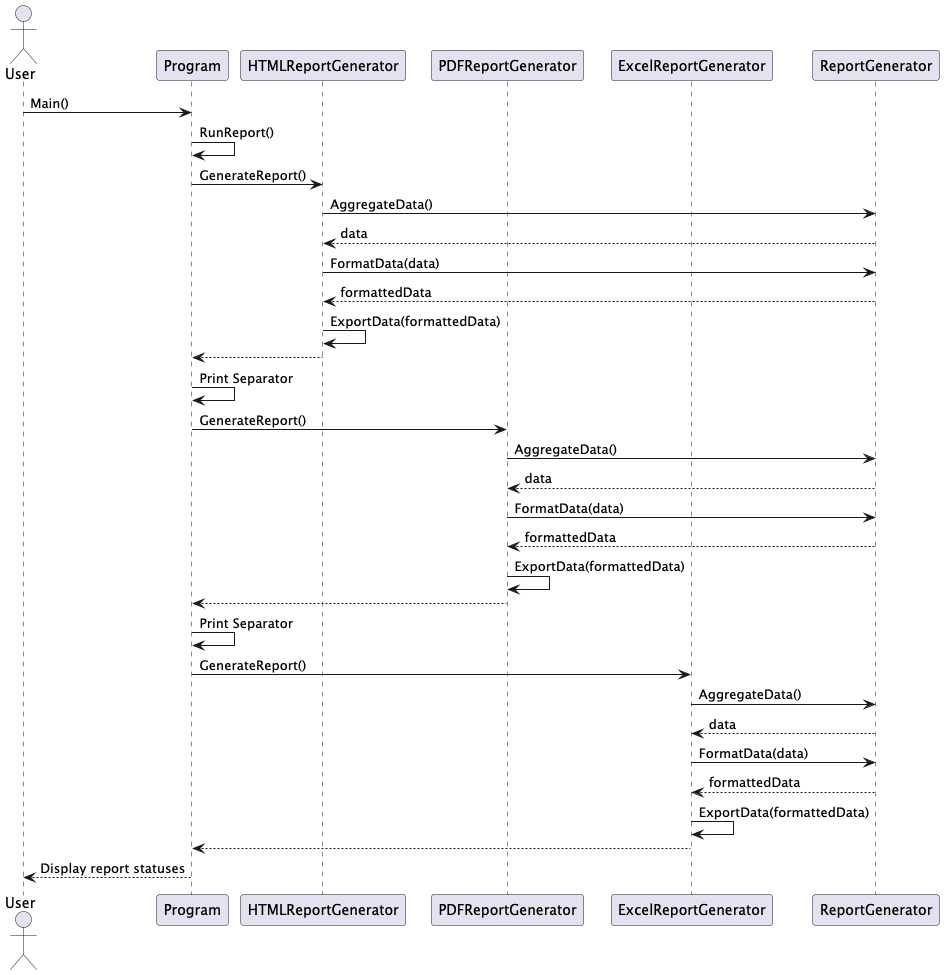 User
Program
HTMLReportGenerator
PDFReportGenerator
ExcelReportGenerator
ReportGenerator
Main()
RunReport()
GenerateReport()
AggregateData()
data
FormatData(data)
formattedData
ExportData(formattedData)
Print Separator
GenerateReport()
AggregateData()
data
FormatData(data)
formattedData
ExportData(formattedData)
Print Separator
GenerateReport()
AggregateData()
data
FormatData(data)
formattedData
ExportData(formattedData)
Display report statuses
User
Program
HTMLReportGenerator
PDFReportGenerator
ExcelReportGenerator
ReportGenerator